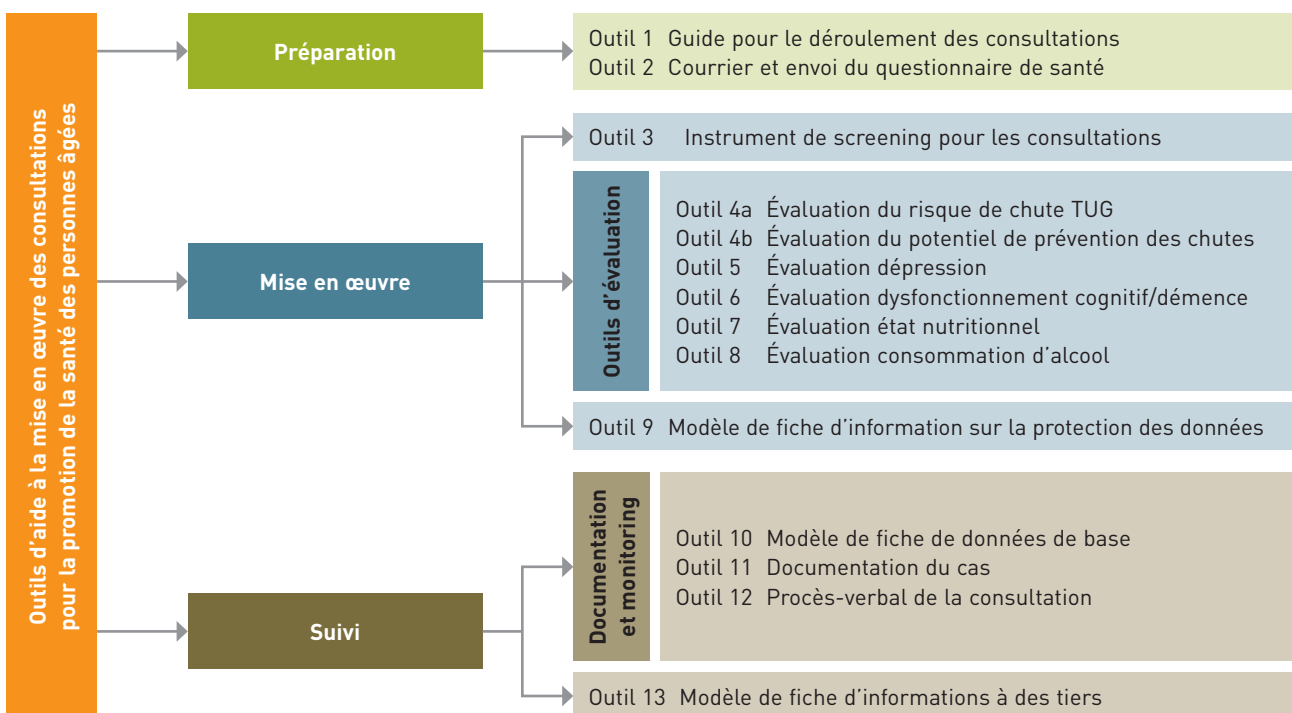 Outils d'aide à la mise en œuvre des consultations
pour la promotion de la santé des personnes âgées
Préparation
Outil 1 Guide pour le déroulement des consultations
Outil 2 Courrier et envoi du questionnaire de santé
Mise en œuvre
Outil 3 Instrument de screening pour les consultations
Outils d'évaluation
Outil 4a Évaluation du risque de chute TUG
Outil 4b Évaluation du potentiel de prévention des chutes
Outil 5 Évaluation dépression
Outil 6 Évaluation dysfonctionnement cognitif/démence
Outil 7 Évaluation état nutritionnel
Outil 8 Évaluation consommation d'alcool
Outil 9 Modèle de fiche d'information sur la protection des données
Suivi
Documentation
et monitoring
Outil 10 Modèle de fiche de données de base
Outil 11 Documentation du cas
Outil 12 Procès-verbal de la consultation
Outil 13 Modèle de fiche d'informations à des tiers